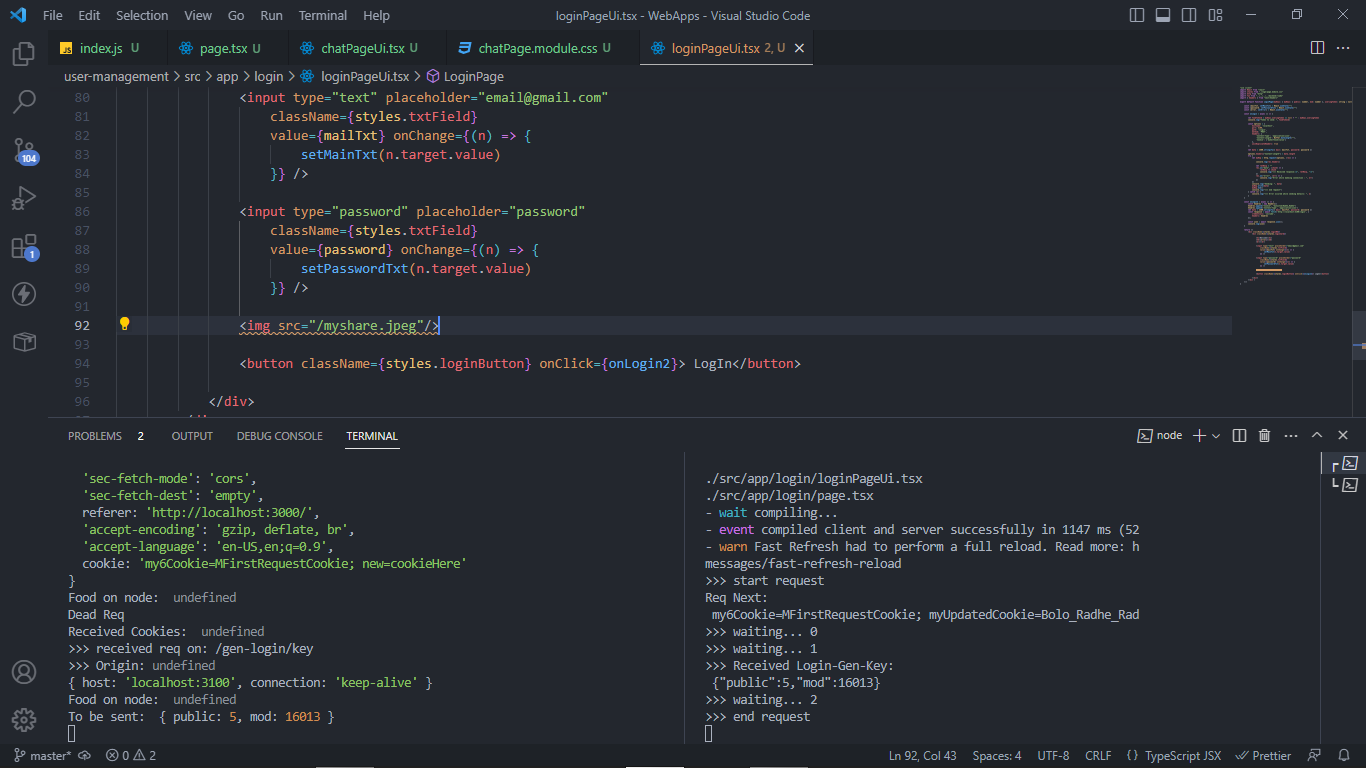 File Edit Selection View Go Run Terminal Help loginPageUi.tsx - WebApps - Visual Studio Code
JS index.js U page.tsx U chatPageUi.tsx U chatPage.module.css U loginPageUi.tsx 2, U
user-management > src > app > login > loginPageUi.tsx > LoginPage
80 <input type="text" placeholder="email@gmail.com"
81 className={styles.txtField}
82 value={mailTxt} onChange={(n) => {
83 setMainTxt(n.target.value)
84 }} />
85
86 <input type="password" placeholder="password"
87 className={styles.txtField}
88 value={password} onChange={(n) => {
89 setPasswordTxt(n.target.value)
90 }} />
91
92 <img src="/myshare.jpeg"/>
93
94 <button className={styles.loginButton} onClick={onLogin2}> LogIn</button>
95
96 </div>
104
1
PROBLEMS 2 OUTPUT DEBUG CONSOLE TERMINAL node
'sec-fetch-mode': 'cors',
'sec-fetch-dest': 'empty',
referer: 'http://localhost:3000/',
'accept-encoding': 'gzip, deflate, br',
'accept-language': 'en-US,en;q=0.9',
cookie: 'my6Cookie=MFirstRequestCookie; new=cookieHere'
}
Food on node: undefined
Dead Req
Received Cookies: undefined
>>> received req on: /gen-login/key
>>> Origin: undefined
{ host: 'localhost:3100', connection: 'keep-alive' }
Food on node: undefined
To be sent: { public: 5, mod: 16013 }
./src/app/login/loginPageUi.tsx
./src/app/login/page.tsx
- wait compiling...
- event compiled client and server successfully in 1147 ms (52
- warn Fast Refresh had to perform a full reload. Read more: h
messages/fast-refresh-reload
>>> start request
Req Next:
my6Cookie=MFirstRequestCookie; myUpdatedCookie=Bolo_Radhe_Rad
>>> waiting... 0
>>> waiting... 1
>>> Received Login-Gen-Key:
{"public":5,"mod":16013}
>>> waiting... 2
>>> end request
master* 0 2 Ln 92, Col 43 Spaces: 4 UTF-8 CRLF {} TypeScript JSX Prettier